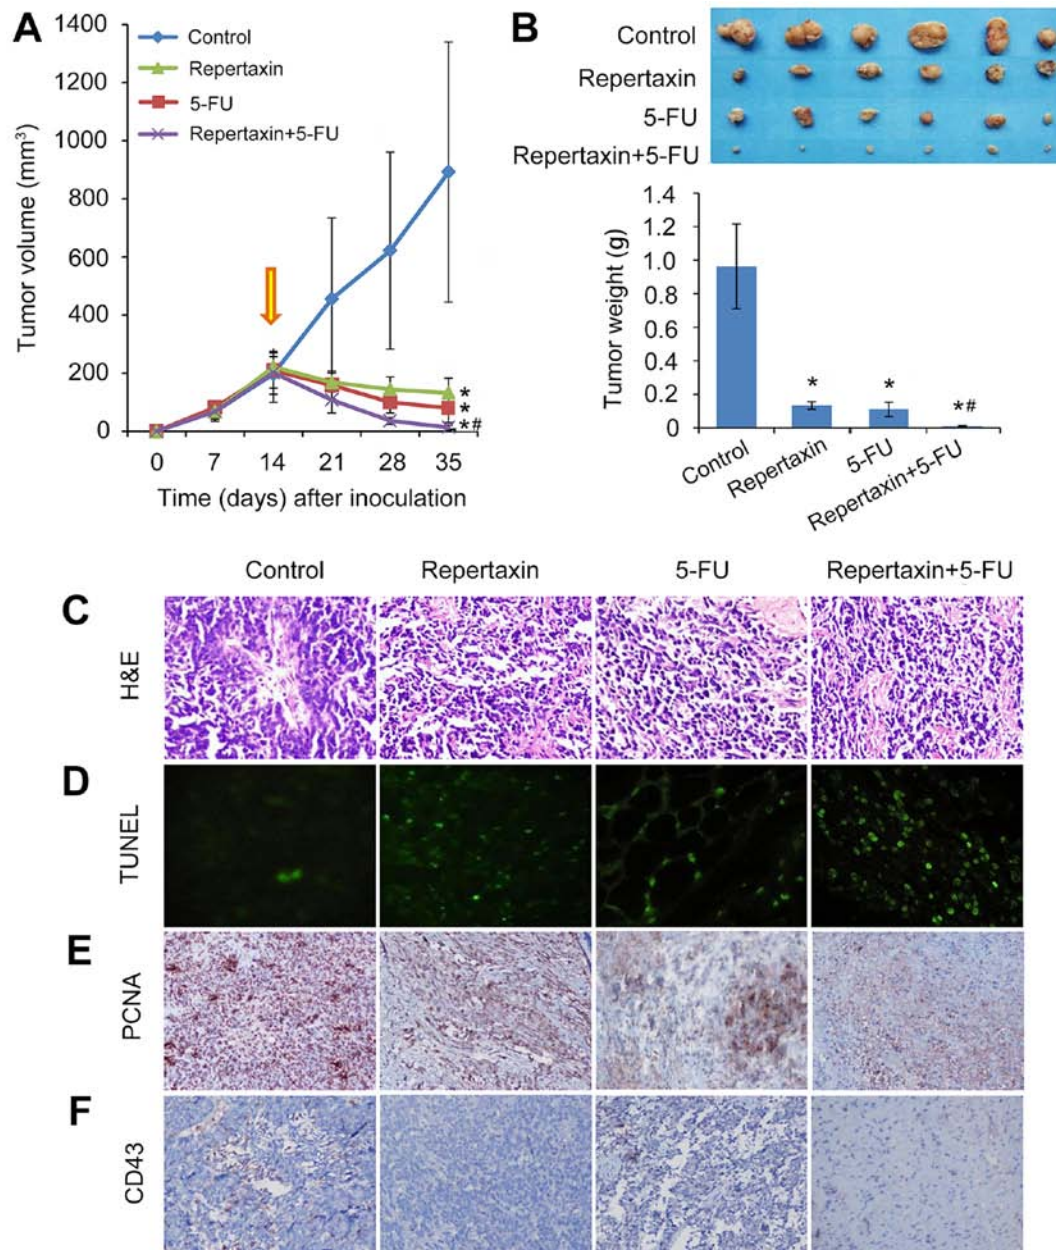 A
1400
1200
1000
800
600
400
200
0
Tumor volume (mm³)
Control
Repertaxin
5-FU
Repertaxin+5-FU
*
*
*#
0 7 14 21 28 35
Time (days) after inoculation
B
Control
Repertaxin
5-FU
Repertaxin+5-FU
1.4
1.2
1.0
0.8
0.6
0.4
0.2
0
Tumor weight (g)
*
*
*#
Control
Repertaxin
5-FU
Repertaxin+5-FU
Control Repertaxin 5-FU Repertaxin+5-FU
C
H&E
D
TUNEL
E
PCNA
F
CD43